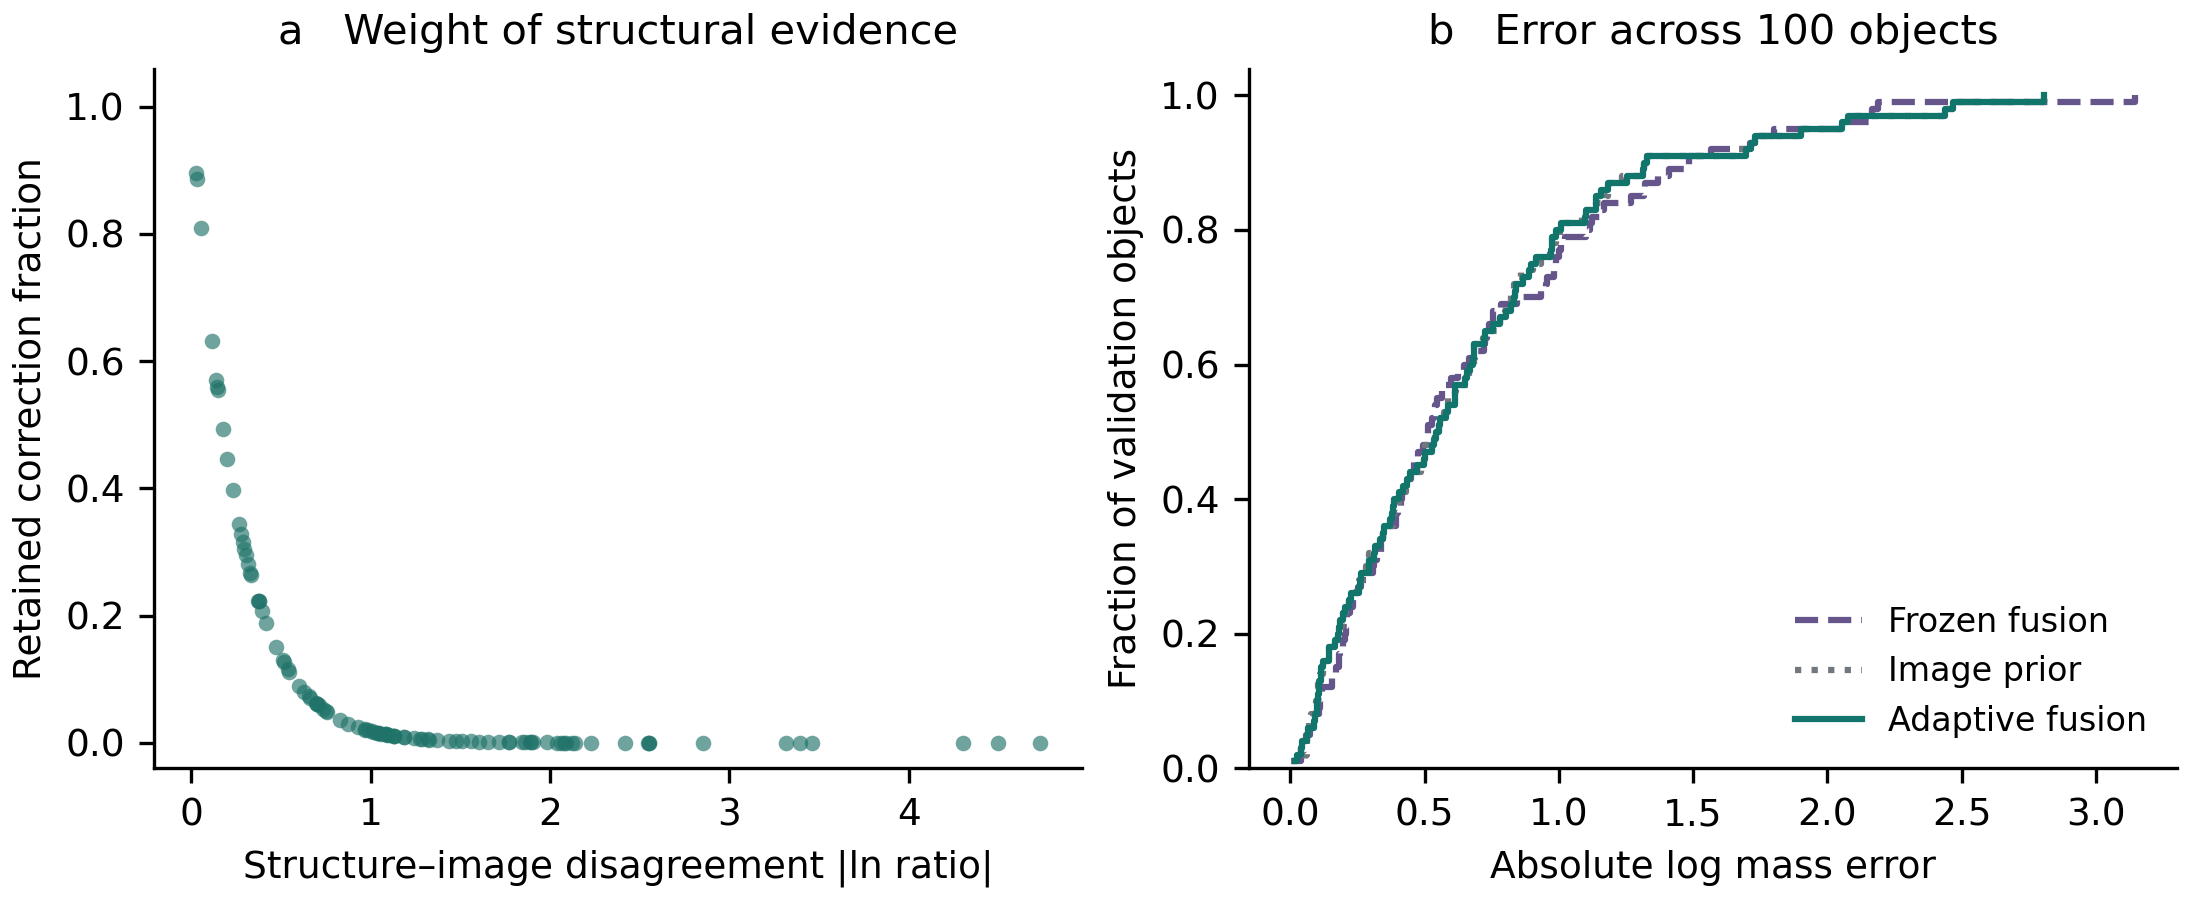 a Weight of structural evidence
Retained correction fraction
1.0
0.8
0.6
0.4
0.2
0.0
0 1 2 3 4
Structure–image disagreement |ln ratio|
b Error across 100 objects
Fraction of validation objects
1.0
0.8
0.6
0.4
0.2
0.0
0.0 0.5 1.0 1.5 2.0 2.5 3.0
Absolute log mass error
Frozen fusion
Image prior
Adaptive fusion